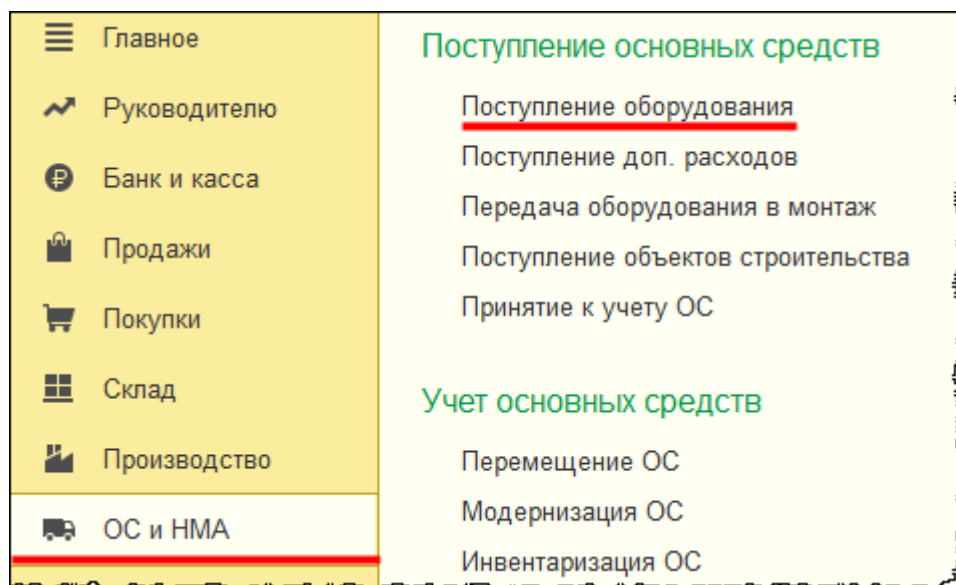 Главное
Руководителю
Банк и касса
Продажи
Покупки
Склад
Производство
ОС и НМА
Поступление основных средств
Поступление оборудования
Поступление доп. расходов
Передача оборудования в монтаж
Поступление объектов строительства
Принятие к учету ОС
Учет основных средств
Перемещение ОС
Модернизация ОС
Инвентаризация ОС